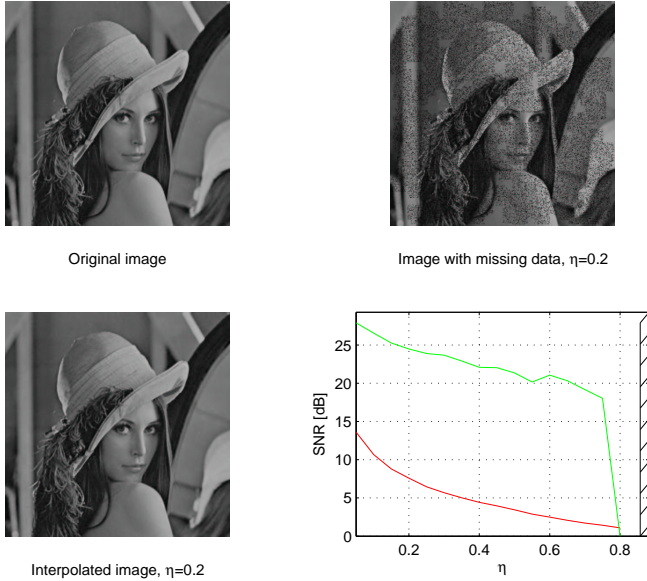 Original image
Image with missing data, η=0.2
Interpolated image, η=0.2
SNR [dB]
25
20
15
10
5
0
0.2
0.4
0.6
0.8
η